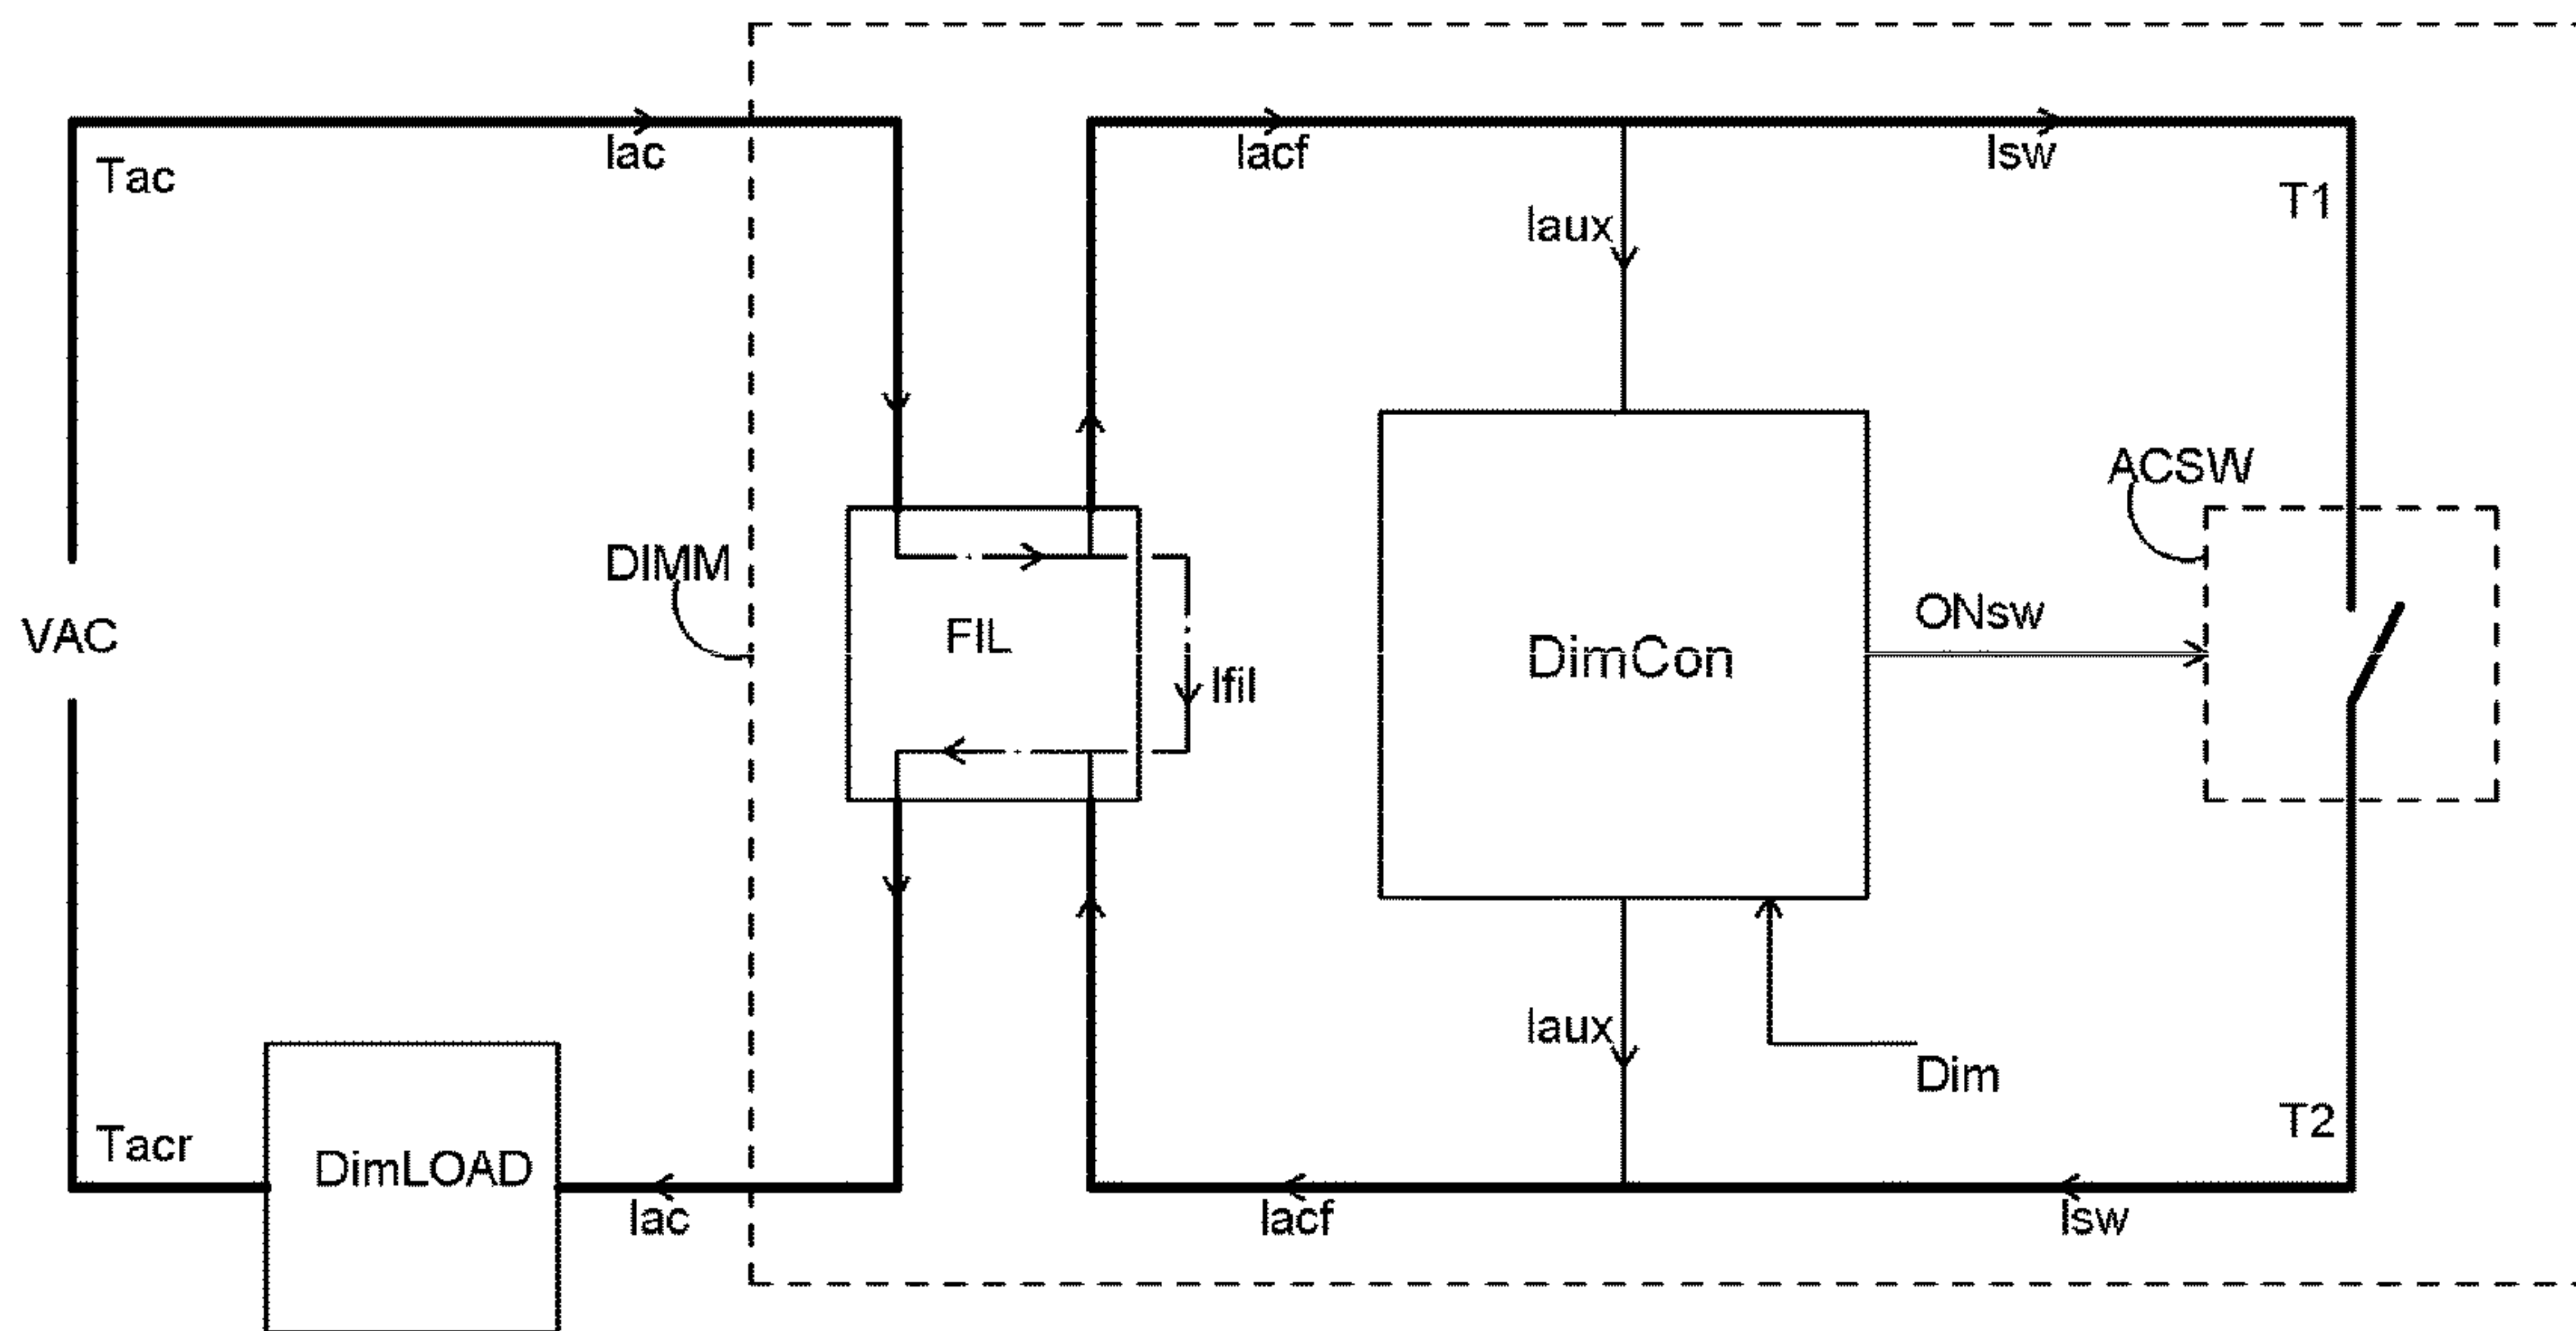 Tac
Iac
Iacf
Isw
T1
Iaux
ACSW
DIMM
VAC
FIL
Ifil
DimCon
ONsw
Iaux
Dim
T2
Tacr
DimLOAD
Iac
Iacf
Isw